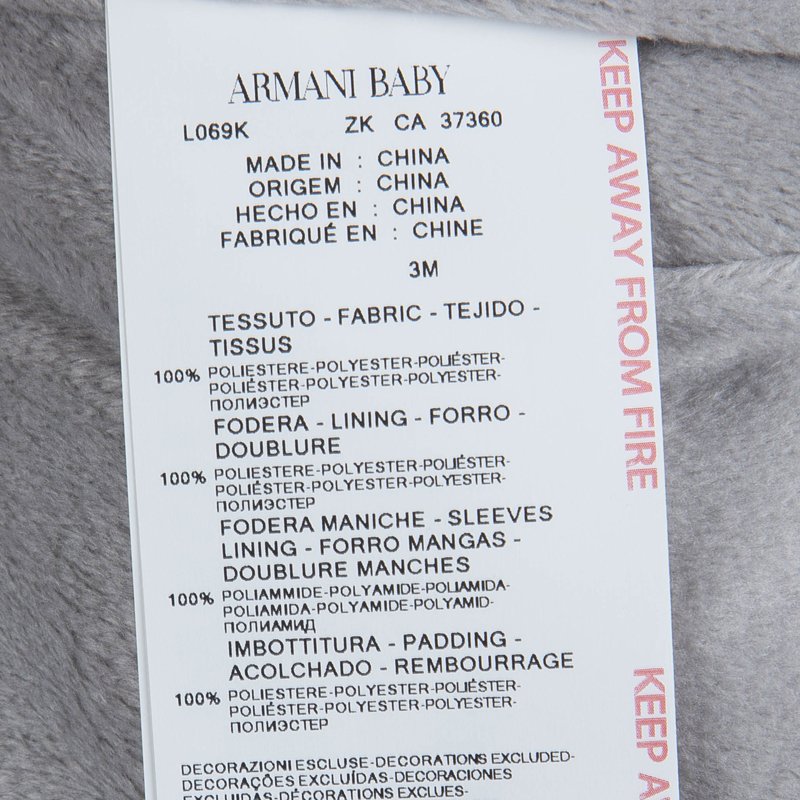 ARMANI BABY
L069K ZK CA 37360
MADE IN : CHINA
ORIGEM : CHINA
HECHO EN : CHINA
FABRIQUÉ EN : CHINE
3M
TESSUTO - FABRIC - TEJIDO -
TISSUS
100% POLIESTERE-POLYESTER-POLIÉSTER-
POLIÉSTER-POLYESTER-POLYESTER-
ПОЛИЭСТЕР
FODERA - LINING - FORRO -
DOUBLURE
100% POLIESTERE-POLYESTER-POLIÉSTER-
POLIÉSTER-POLYESTER-POLYESTER-
ПОЛИЭСТЕР
FODERA MANICHE - SLEEVES
LINING - FORRO MANGAS -
DOUBLURE MANCHES
100% POLIAMMIDE-POLYAMIDE-POLIAMIDA-
POLIAMIDA-POLYAMIDE-POLYAMID-
ПОЛИАМИД
IMBOTTITURA - PADDING -
ACOLCHADO - REMBOURRAGE
100% POLIESTERE-POLYESTER-POLIÉSTER-
POLIÉSTER-POLYESTER-POLYESTER-
ПОЛИЭСТЕР
DECORAZIONI ESCLUSE-DECORATIONS EXCLUDED-
DECORAÇÕES EXCLUÍDAS-DECORACIONES
EXCLUIDAS-DÉCORATIONS EXCLUES-
KEEP AWAY FROM FIRE
KEEP A